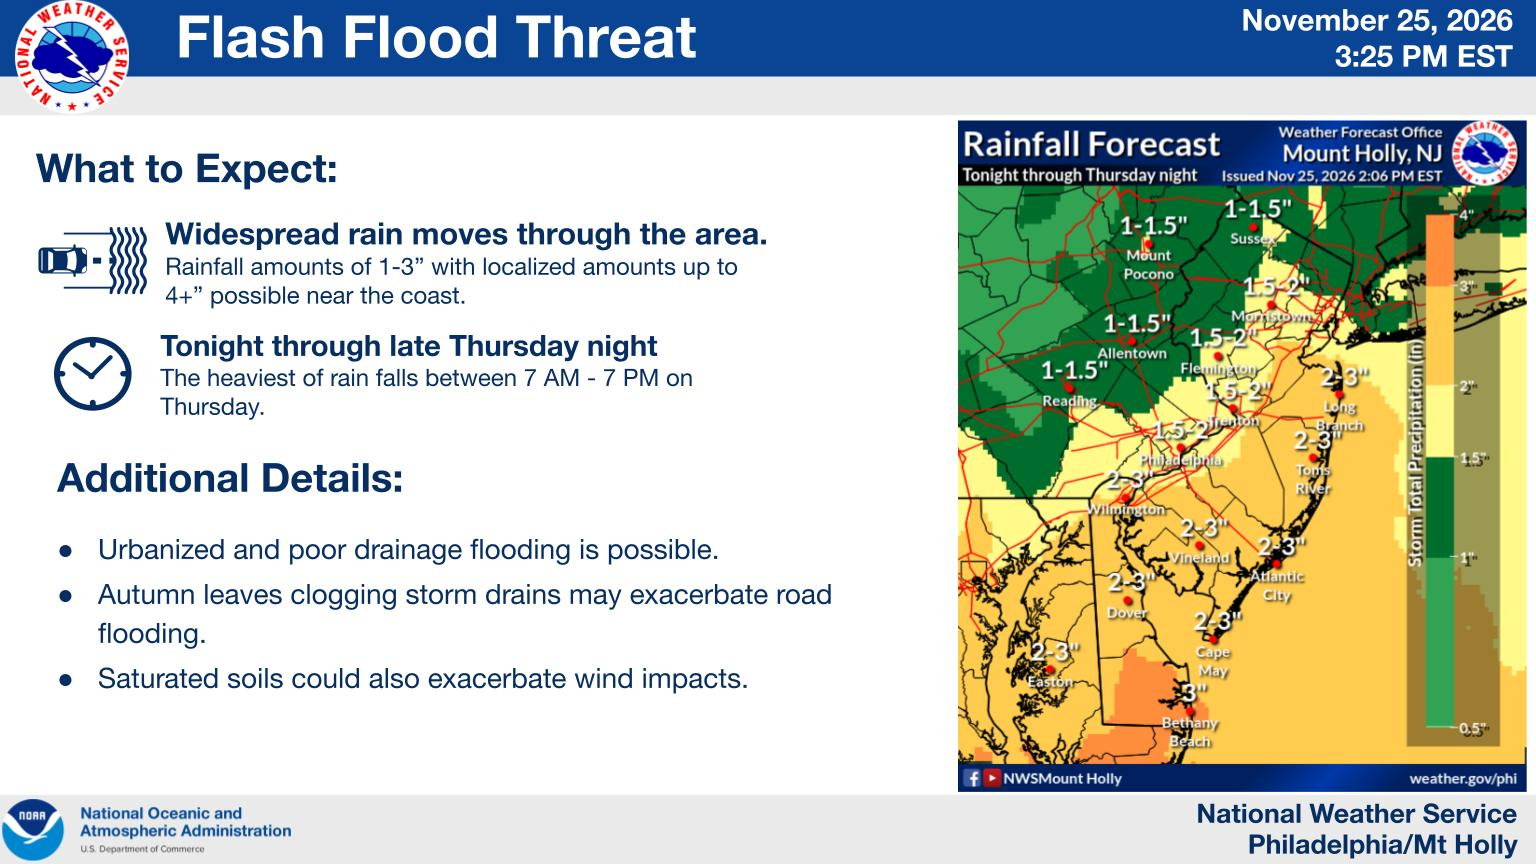 Flash Flood Threat
November 25, 2026
3:25 PM EST
NATIONAL WEATHER SERVICE
What to Expect:
Widespread rain moves through the area.
Rainfall amounts of 1-3” with localized amounts up to
4+” possible near the coast.
Tonight through late Thursday night
The heaviest of rain falls between 7 AM - 7 PM on
Thursday.
Additional Details:
● Urbanized and poor drainage flooding is possible.
● Autumn leaves clogging storm drains may exacerbate road
flooding.
● Saturated soils could also exacerbate wind impacts.
Rainfall Forecast
Tonight through Thursday night
Weather Forecast Office
Mount Holly, NJ
Issued Nov 25, 2026 2:06 PM EST
NATIONAL WEATHER SERVICE
1-1.5"
Mount
Pocono
1-1.5"
Sussex
1.5-2"
Morristown
1-1.5"
Allentown
1.5-2"
Flemington
1-1.5"
Reading
1.5-2"
Trenton
2-3"
Long
Branch
1.5-2"
Philadelphia
2-3"
Toms
River
2-3"
Wilmington
2-3"
Vineland
2-3"
Atlantic
City
2-3"
Dover
2-3"
Cape
May
2-3"
Easton
3"
Bethany
Beach
Storm Total Precipitation (in)
4"
3"
2"
1.5"
1"
0.5"
NWSMount Holly
weather.gov/phi
NOAA
National Oceanic and
Atmospheric Administration
U.S. Department of Commerce
National Weather Service
Philadelphia/Mt Holly